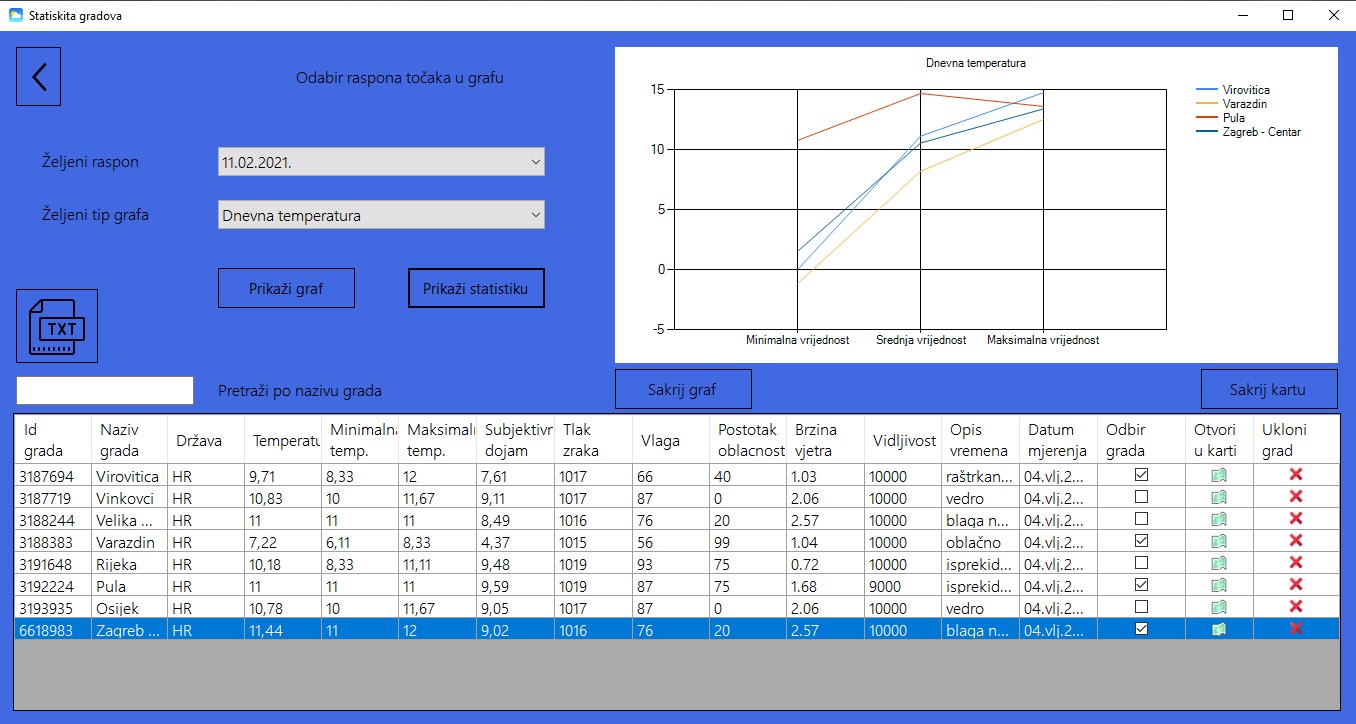 Statiskita gradova
Odabir raspona točaka u grafu
Željeni raspon
11.02.2021.
Željeni tip grafa
Dnevna temperatura
Prikaži graf
Prikaži statistiku
TXT
Pretraži po nazivu grada
Dnevna temperatura
15
10
5
0
-5
Minimalna vrijednost Srednja vrijednost Maksimalna vrijednost
Virovitica
Varazdin
Pula
Zagreb - Centar
Sakrij graf
Sakrij kartu
Id grada Naziv grada Država Temperatu Minimalna temp. Maksimal temp. Subjektivr dojam Tlak zraka Vlaga Postotak oblacnost Brzina vjetra Vidljivost Opis vremena Datum mjerenja Odbir grada Otvori u karti Ukloni grad
3187694 Virovitica HR 9,71 8,33 12 7,61 1017 66 40 1.03 10000 raštrkan... 04.vlj.2...
3187719 Vinkovci HR 10,83 10 11,67 9,11 1017 87 0 2.06 10000 vedro 04.vlj.2...
3188244 Velika ... HR 11 11 11 8,49 1016 76 20 2.57 10000 blaga n... 04.vlj.2...
3188383 Varazdin HR 7,22 6,11 8,33 4,37 1015 56 99 1.04 10000 oblačno 04.vlj.2...
3191648 Rijeka HR 10,18 8,33 11,11 9,48 1019 93 75 0.72 10000 isprekid... 04.vlj.2...
3192224 Pula HR 11 11 11 9,59 1019 87 75 1.68 9000 isprekid... 04.vlj.2...
3193935 Osijek HR 10,78 10 11,67 9,05 1017 87 0 2.06 10000 vedro 04.vlj.2...
6618983 Zagreb ... HR 11,44 11 12 9,02 1016 76 20 2.57 10000 blaga n... 04.vlj.2...